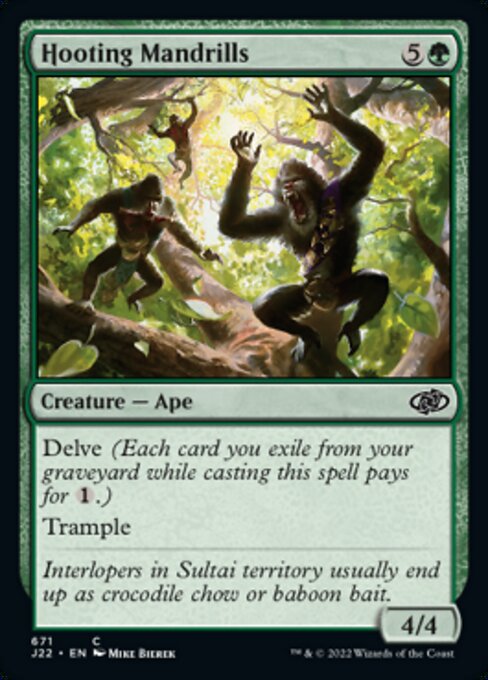 Hooting Mandrills 5
Creature — Ape
Delve (Each card you exile from your
graveyard while casting this spell pays
for 1.)
Trample
Interlopers in Sultai territory usually end
up as crocodile chow or baboon bait.
4/4
671 C
J22 • EN Mike Bierek
™ & © 2022 Wizards of the Coast